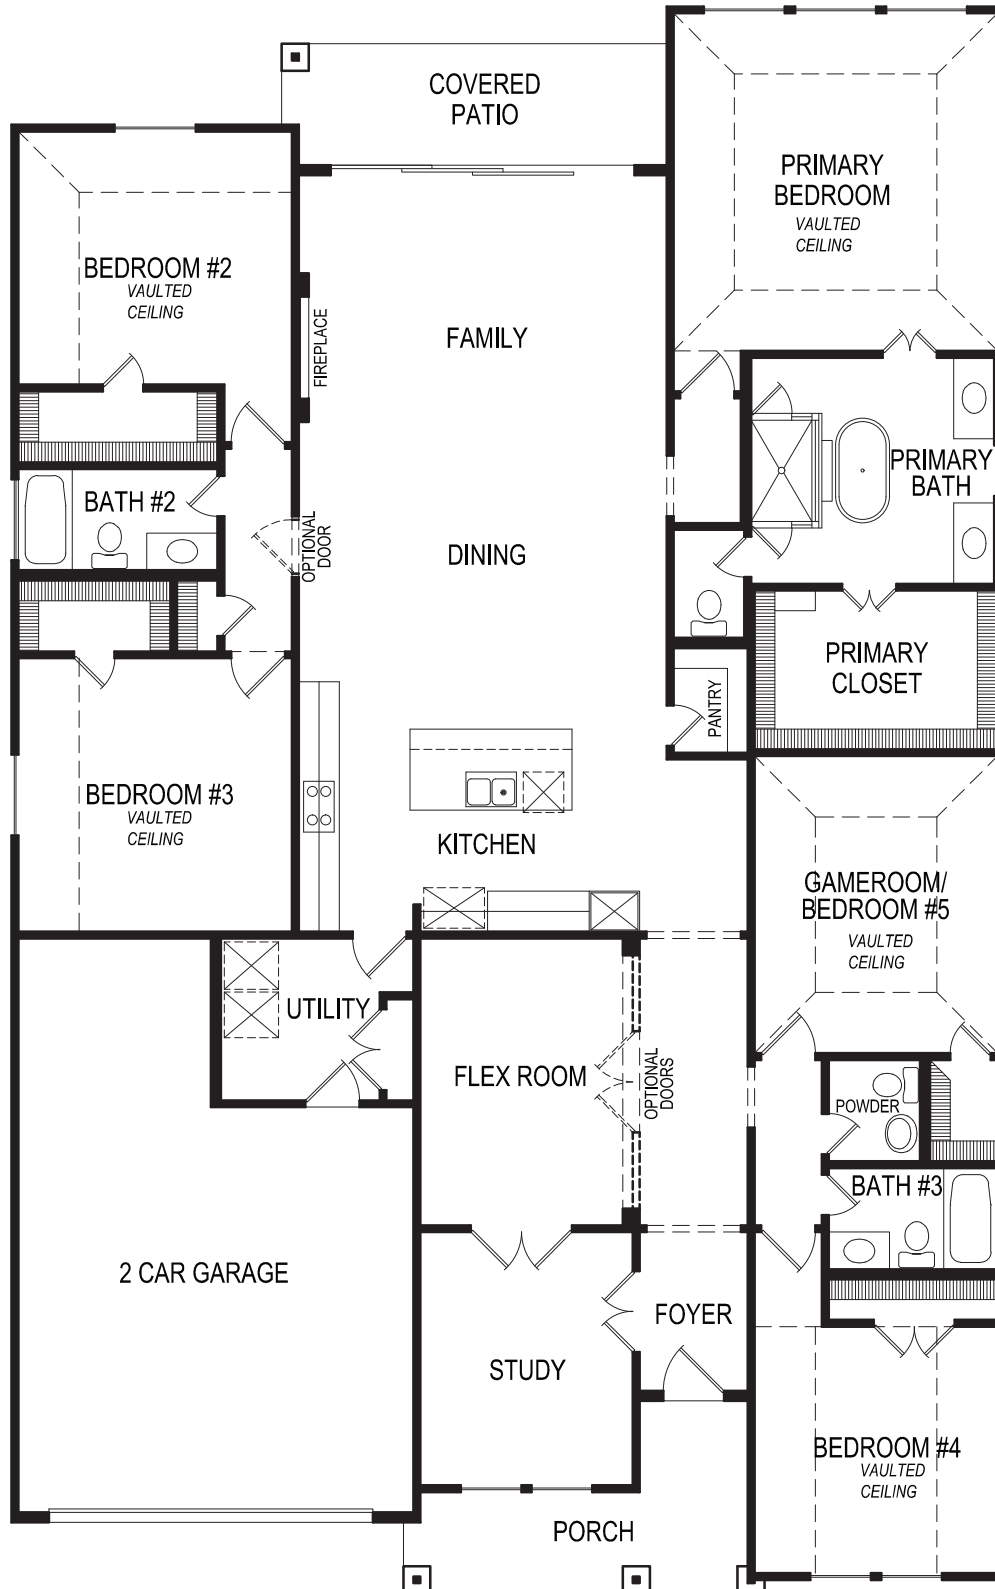 COVERED
PATIO
PRIMARY
BEDROOM
VAULTED
CEILING
BEDROOM #2
VAULTED
CEILING
FIREPLACE
FAMILY
PRIMARY
BATH
BATH #2
OPTIONAL
DOOR
DINING
PRIMARY
CLOSET
PANTRY
BEDROOM #3
VAULTED
CEILING
KITCHEN
GAMEROOM/
BEDROOM #5
VAULTED
CEILING
UTILITY
FLEX ROOM
OPTIONAL
DOORS
POWDER
BATH #3
2 CAR GARAGE
FOYER
STUDY
BEDROOM #4
VAULTED
CEILING
PORCH